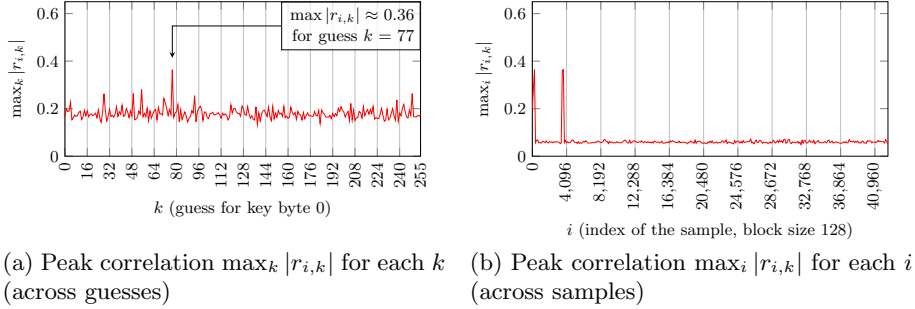 max |r_{i,k}| ≈ 0.36
for guess k = 77
max_k |r_{i,k}|
0.6
0.4
0.2
0
0 16 32 48 64 80 96 112 128 144 160 176 192 208 224 240 255
k (guess for key byte 0)
(a) Peak correlation max_k |r_{i,k}| for each k
(across guesses)
max_i |r_{i,k}|
0.6
0.4
0.2
0
0 4,096 8,192 12,288 16,384 20,480 24,576 28,672 32,768 36,864 40,960
i (index of the sample, block size 128)
(b) Peak correlation max_i |r_{i,k}| for each i
(across samples)